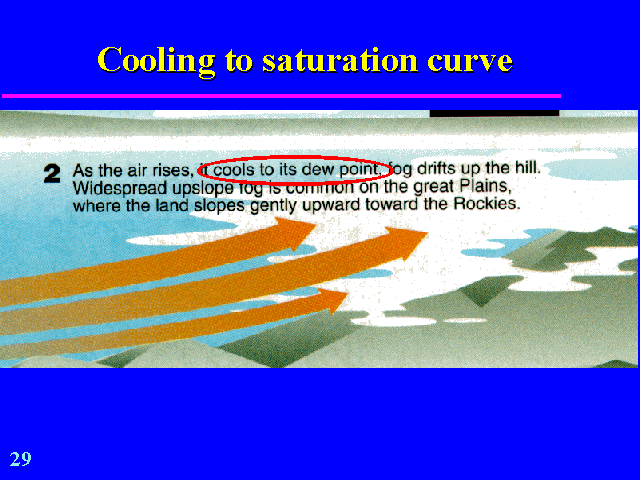 Cooling to saturation curve
2 As the air rises, it cools to its dew point, fog drifts up the hill.
Widespread upslope fog is common on the great Plains,
where the land slopes gently upward toward the Rockies.
29